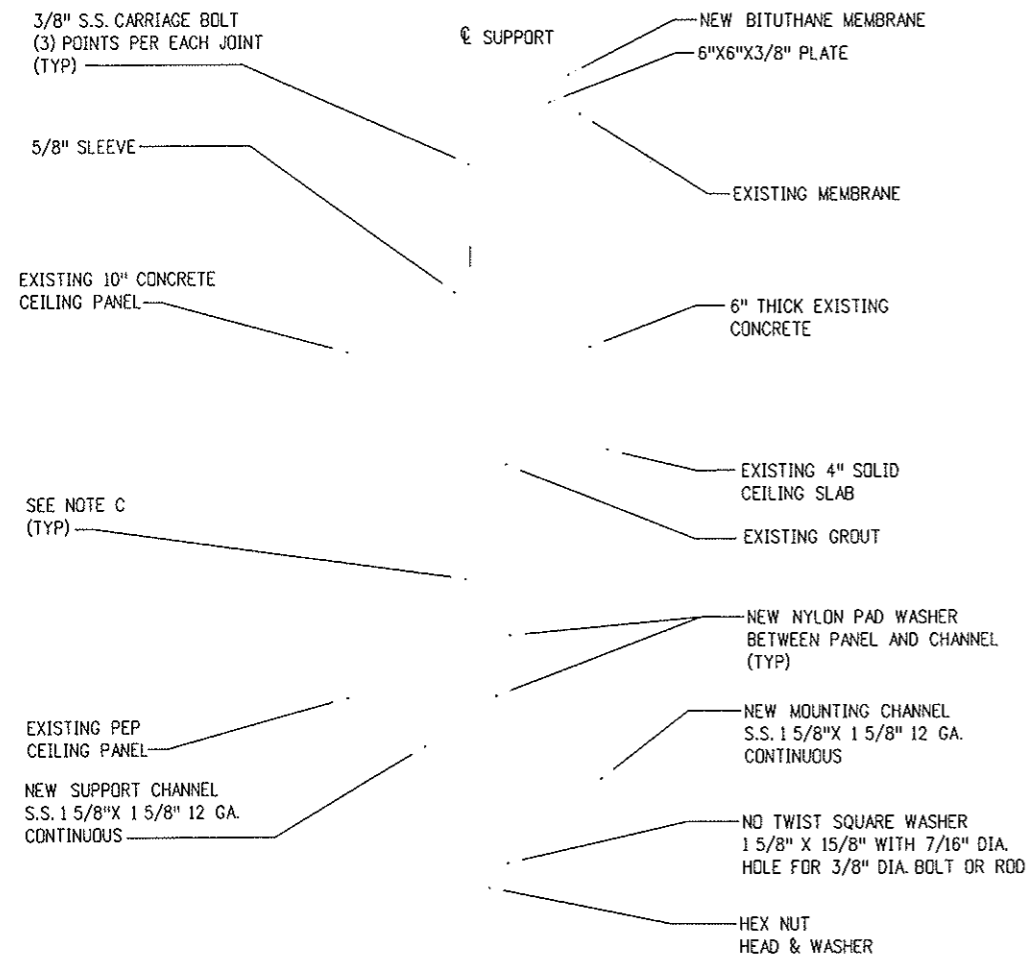 3/8" S.S. CARRIAGE BOLT
(3) POINTS PER EACH JOINT
(TYP)
℄ SUPPORT
NEW BITUTHANE MEMBRANE
6"X6"X3/8" PLATE
5/8" SLEEVE
EXISTING MEMBRANE
EXISTING 10" CONCRETE
CEILING PANEL
6" THICK EXISTING
CONCRETE
EXISTING 4" SOLID
CEILING SLAB
SEE NOTE C
(TYP)
EXISTING GROUT
NEW NYLON PAD WASHER
BETWEEN PANEL AND CHANNEL
(TYP)
EXISTING PEP
CEILING PANEL
NEW MOUNTING CHANNEL
S.S. 1 5/8"X 1 5/8" 12 GA.
CONTINUOUS
NEW SUPPORT CHANNEL
S.S. 1 5/8"X 1 5/8" 12 GA.
CONTINUOUS
NO TWIST SQUARE WASHER
1 5/8" X 15/8" WITH 7/16" DIA.
HOLE FOR 3/8" DIA. BOLT OR ROD
HEX NUT
HEAD & WASHER